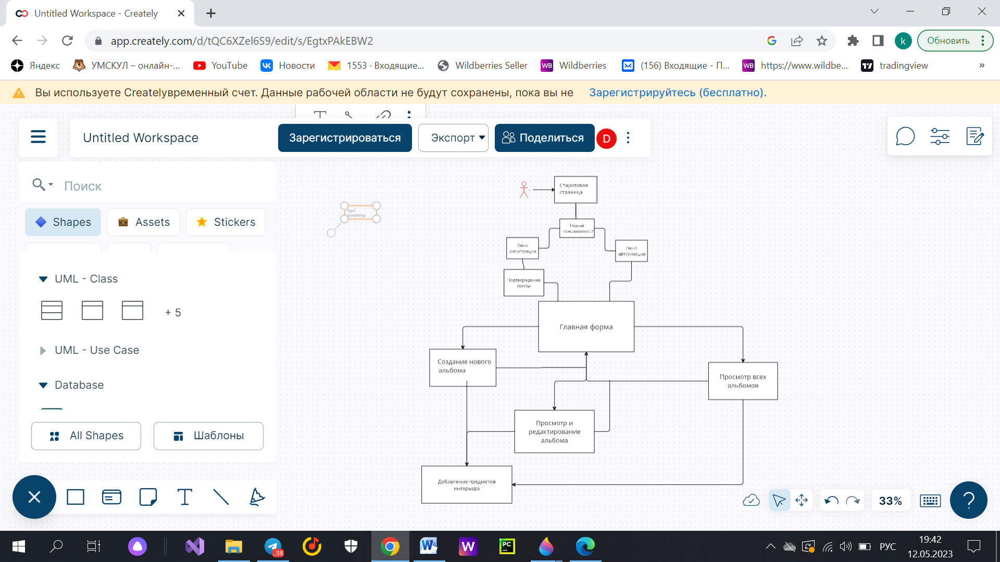 Untitled Workspace - Creately
app.creately.com/d/tQC6XZel6S9/edit/s/EgtxPAkEBW2
k
Обновить
Яндекс
УМСКУЛ – онлайн-...
YouTube
Новости
1553 · Входящие...
Wildberries Seller
WB
Wildberries
(156) Входящие - П...
WB
https://www.wildbe...
tradingview
»
Вы используете Createlyвременный счет. Данные рабочей области не будут сохранены, пока вы не Зарегистрируйтесь (бесплатно).
Untitled Workspace
Зарегистрироваться
Экспорт
Поделиться
D
Поиск
Shapes
Assets
Stickers
UML - Class
+ 5
UML - Use Case
Database
All Shapes
Шаблоны
Type
something
Старотовая
страница
Новый
пользователь?
Окно
регистрации
Окно
авторизации
Подтверждение
почты
Главная форма
Создание нового
альбома
Просмотр всех
альбомов
Просмотр и
редактирование
альбома
Добавление предметов
интерьера
33%
?
..98
W
PC
РУС
19:42
12.05.2023